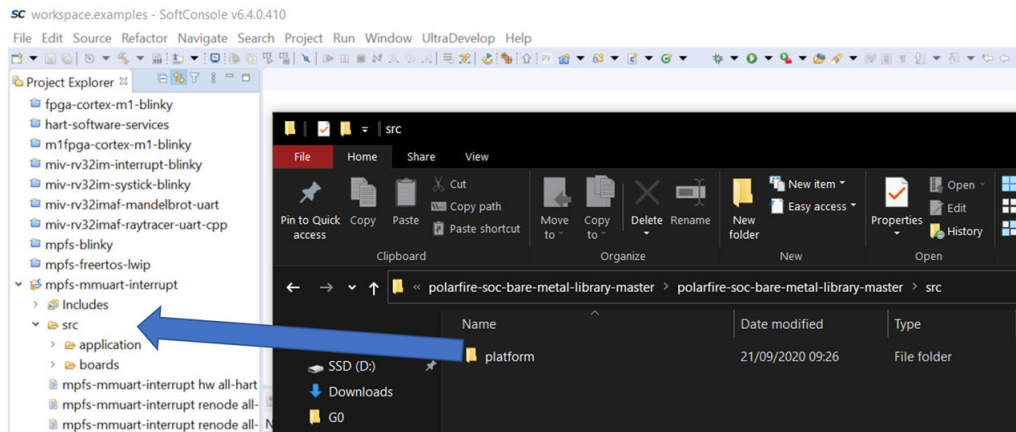 SC workspace.examples - SoftConsole v6.4.0.410
File Edit Source Refactor Navigate Search Project Run Window UltraDevelop Help
Project Explorer
fpga-cortex-m1-blinky
hart-software-services
m1fpga-cortex-m1-blinky
miv-rv32im-interrupt-blinky
miv-rv32im-systick-blinky
miv-rv32imaf-mandelbrot-uart
miv-rv32imaf-raytracer-uart-cpp
mpfs-blinky
mpfs-freertos-lwip
mpfs-mmuart-interrupt
Includes
src
application
boards
mpfs-mmuart-interrupt hw all-hart
mpfs-mmuart-interrupt renode all-
mpfs-mmuart-interrupt renode all-
src
File Home Share View
Pin to Quick access
Copy
Paste
Cut
Copy path
Paste shortcut
Clipboard
Move to
Copy to
Delete
Rename
Organize
New folder
New item
Easy access
New
Properties
Open
Edit
History
Open
« polarfire-soc-bare-metal-library-master > polarfire-soc-bare-metal-library-master > src
Name Date modified Type
platform 21/09/2020 09:26 File folder
SSD (D:)
Downloads
G0